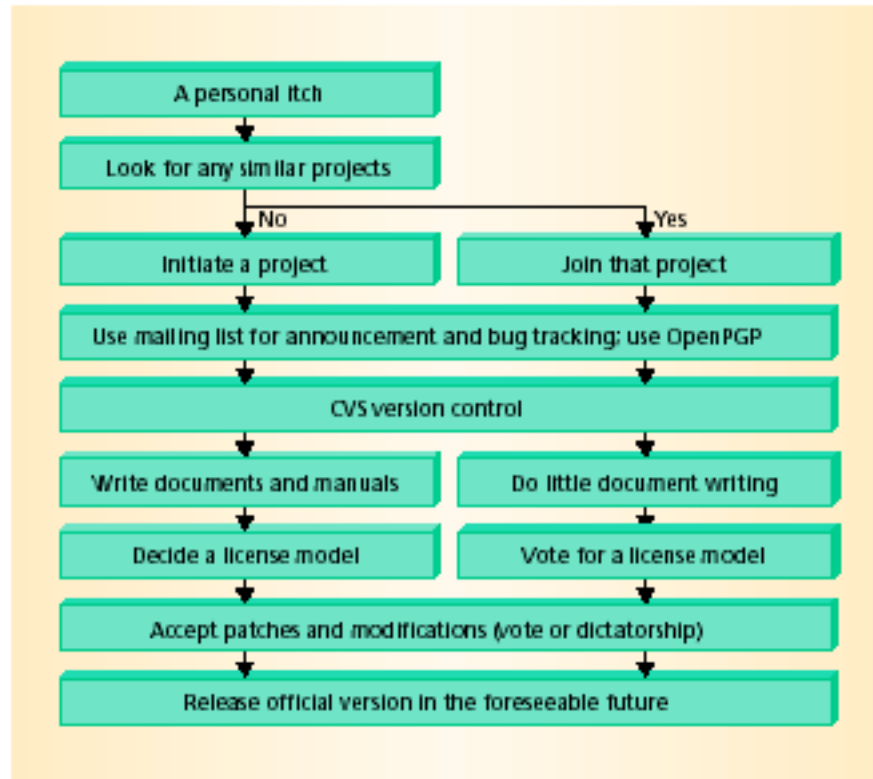 A personal itch
Look for any similar projects
No
Yes
Initiate a project
Join that project
Use mailing list for announcement and bug tracking; use OpenPGP
CVS version control
Write documents and manuals
Do little document writing
Decide a license model
Vote for a license model
Accept patches and modifications (vote or dictatorship)
Release official version in the foreseeable future